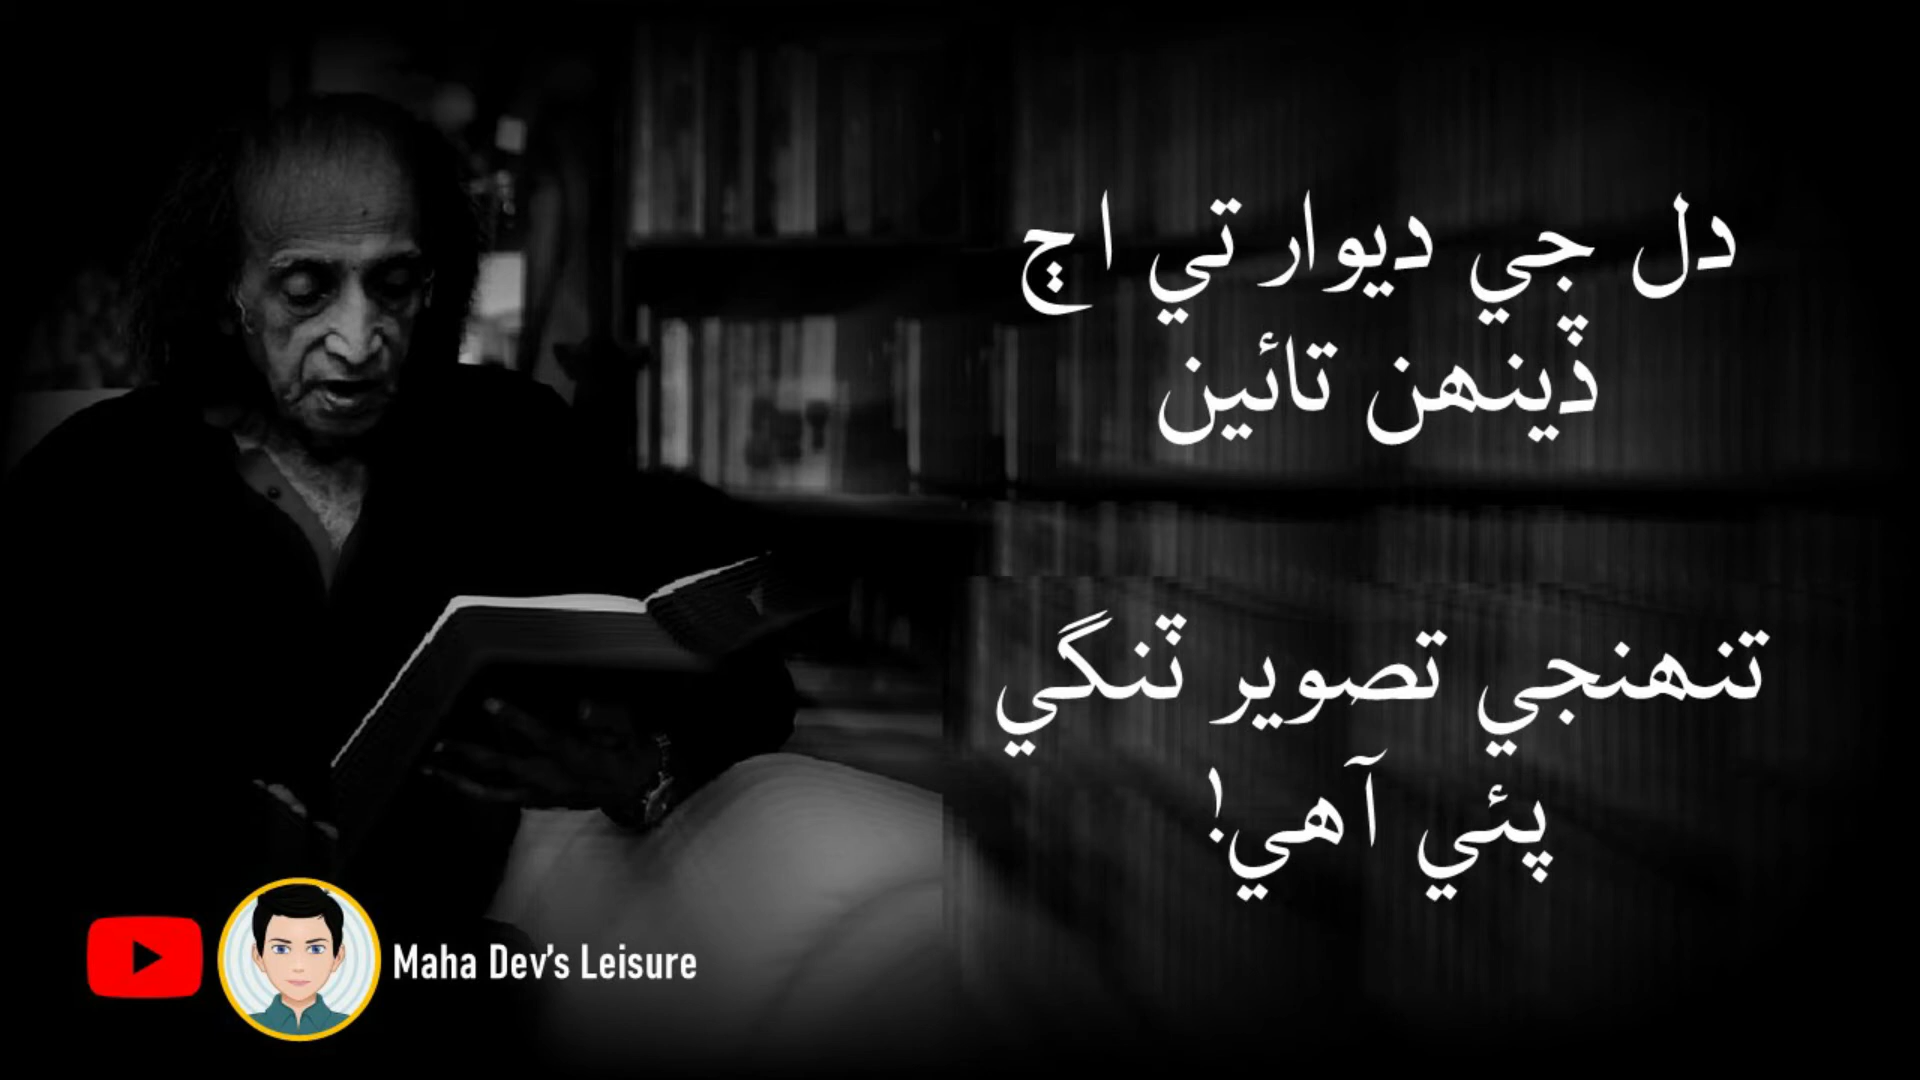 دل جي ديوار تي اڄ
ڏينهن تائين
تنهنجي تصوير ٽنگي
پئي آهي!
Maha Dev's Leisure